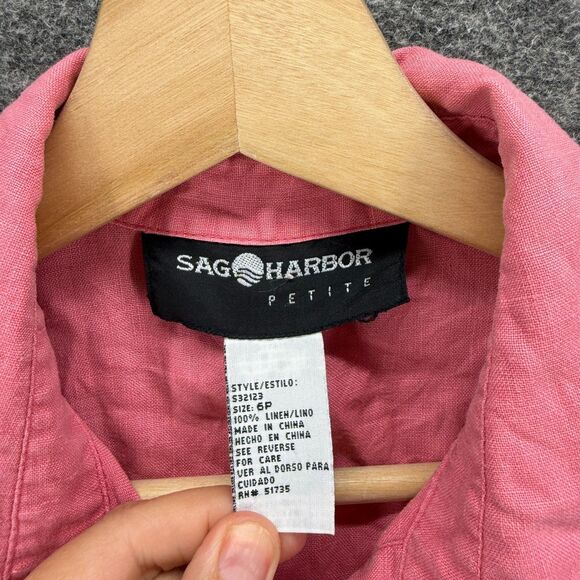 SAG HARBOR
PETITE
STYLE/ESTILO:
S32123
SIZE: 6P
100% LINEN/LINO
MADE IN CHINA
HECHO EN CHINA
SEE REVERSE
FOR CARE
VER AL DORSO PARA
CUIDADO
RN# 51735